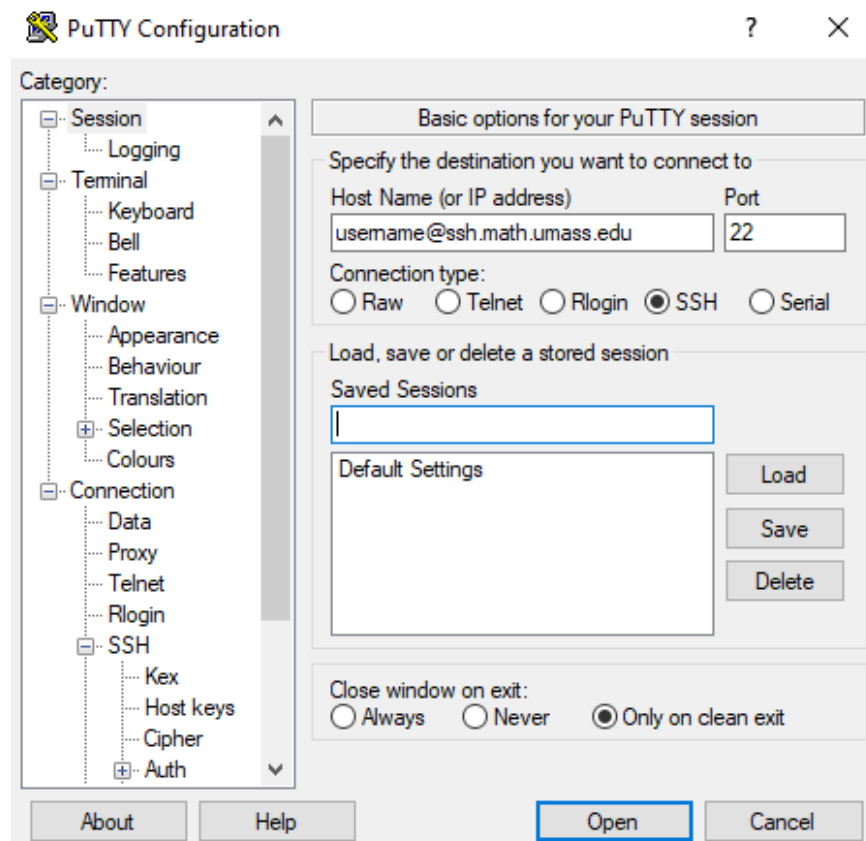 PuTTY Configuration
?
Category:
Session
Logging
Terminal
Keyboard
Bell
Features
Window
Appearance
Behaviour
Translation
Selection
Colours
Connection
Data
Proxy
Telnet
Rlogin
SSH
Kex
Host keys
Cipher
Auth
Basic options for your PuTTY session
Specify the destination you want to connect to
Host Name (or IP address) Port
username@ssh.math.umass.edu 22
Connection type:
Raw Telnet Rlogin SSH Serial
Load, save or delete a stored session
Saved Sessions
Default Settings
Load
Save
Delete
Close window on exit:
Always Never Only on clean exit
About Help Open Cancel